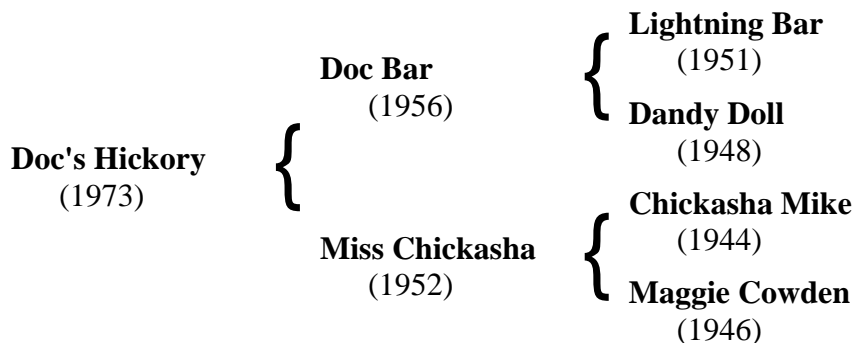 Lightning Bar
(1951)
Doc Bar
(1956)
Dandy Doll
(1948)
Doc's Hickory
(1973)
Chickasha Mike
(1944)
Miss Chickasha
(1952)
Maggie Cowden
(1946)